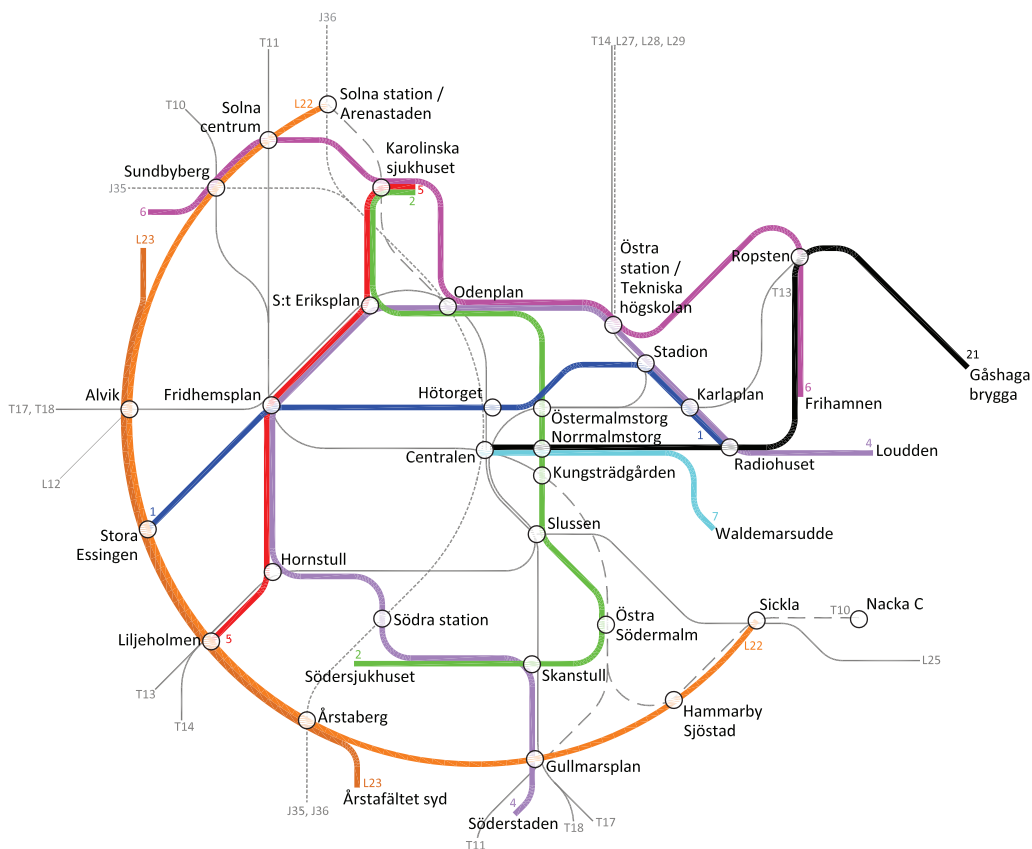 J36
T11
T14, L27, L28, L29
L22
Solna station /
Arenastaden
T10
Solna
centrum
Karolinska
sjukhuset
Sundbyberg
J35
5
2
6
L23
Östra
station /
Tekniska
högskolan
Ropsten
T13
S:t Eriksplan
Odenplan
Stadion
21
Gåshaga
brygga
Alvik
Fridhemsplan
Hötorget
Karlaplan
6
Frihamnen
T17, T18
Östermalmstorg
Norrmalmstorg
1
4
Loudden
Centralen
Radiohuset
Kungsträdgården
L12
1
7
Waldemarsudde
Stora
Essingen
Slussen
Hornstull
Sickla
T10
Nacka C
Östra
Södermalm
Södra station
Liljeholmen
5
L22
2
Södersjukhuset
Skanstull
L25
T13
T14
Årstaberg
Hammarby
Sjöstad
Gullmarsplan
L23
Årstafältet syd
J35, J36
4
Söderstaden
T11
T18
T17